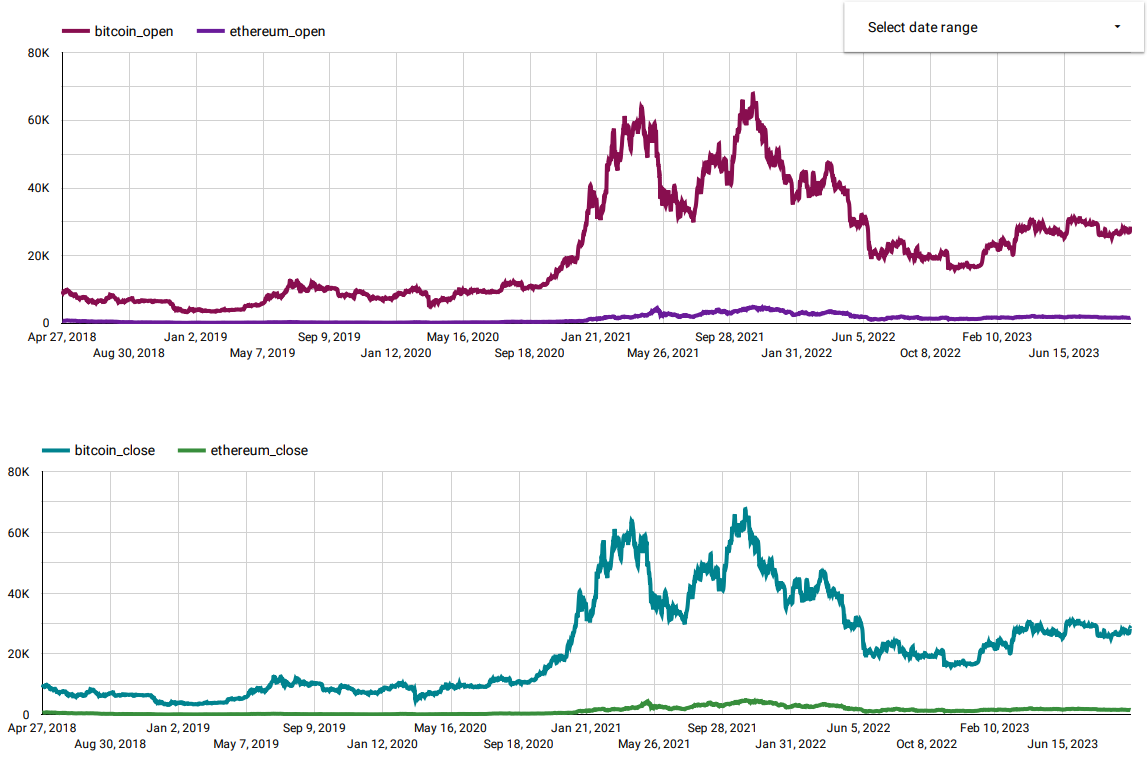 bitcoin_open ethereum_open
Select date range
80K
60K
40K
20K
0
Apr 27, 2018 Jan 2, 2019 Sep 9, 2019 May 16, 2020 Jan 21, 2021 Sep 28, 2021 Jun 5, 2022 Feb 10, 2023
Aug 30, 2018 May 7, 2019 Jan 12, 2020 Sep 18, 2020 May 26, 2021 Jan 31, 2022 Oct 8, 2022 Jun 15, 2023
bitcoin_close ethereum_close
80K
60K
40K
20K
0
Apr 27, 2018 Jan 2, 2019 Sep 9, 2019 May 16, 2020 Jan 21, 2021 Sep 28, 2021 Jun 5, 2022 Feb 10, 2023
Aug 30, 2018 May 7, 2019 Jan 12, 2020 Sep 18, 2020 May 26, 2021 Jan 31, 2022 Oct 8, 2022 Jun 15, 2023